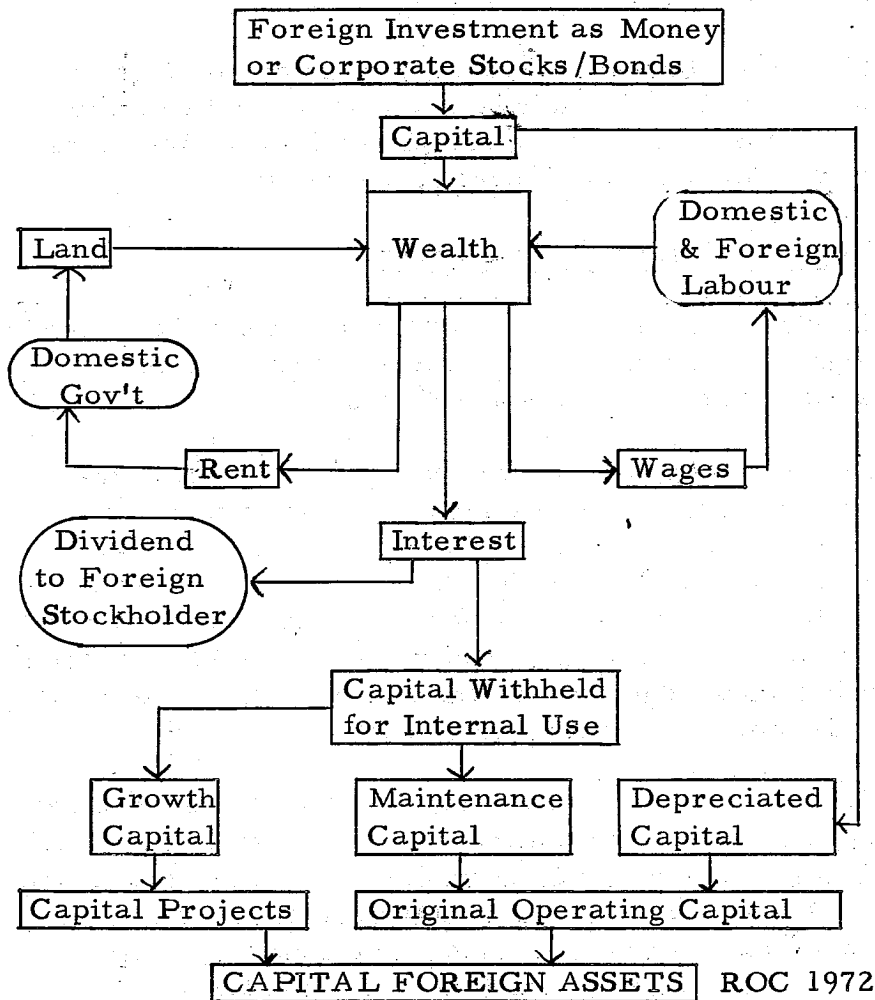 Foreign Investment as Money
or Corporate Stocks/Bonds
Capital
Land
Wealth
Domestic
& Foreign
Labour
Domestic
Gov't
Rent
Wages
Interest
Dividend
to Foreign
Stockholder
Capital Withheld
for Internal Use
Growth
Capital
Maintenance
Capital
Depreciated
Capital
Capital Projects
Original Operating Capital
CAPITAL FOREIGN ASSETS
ROC 1972